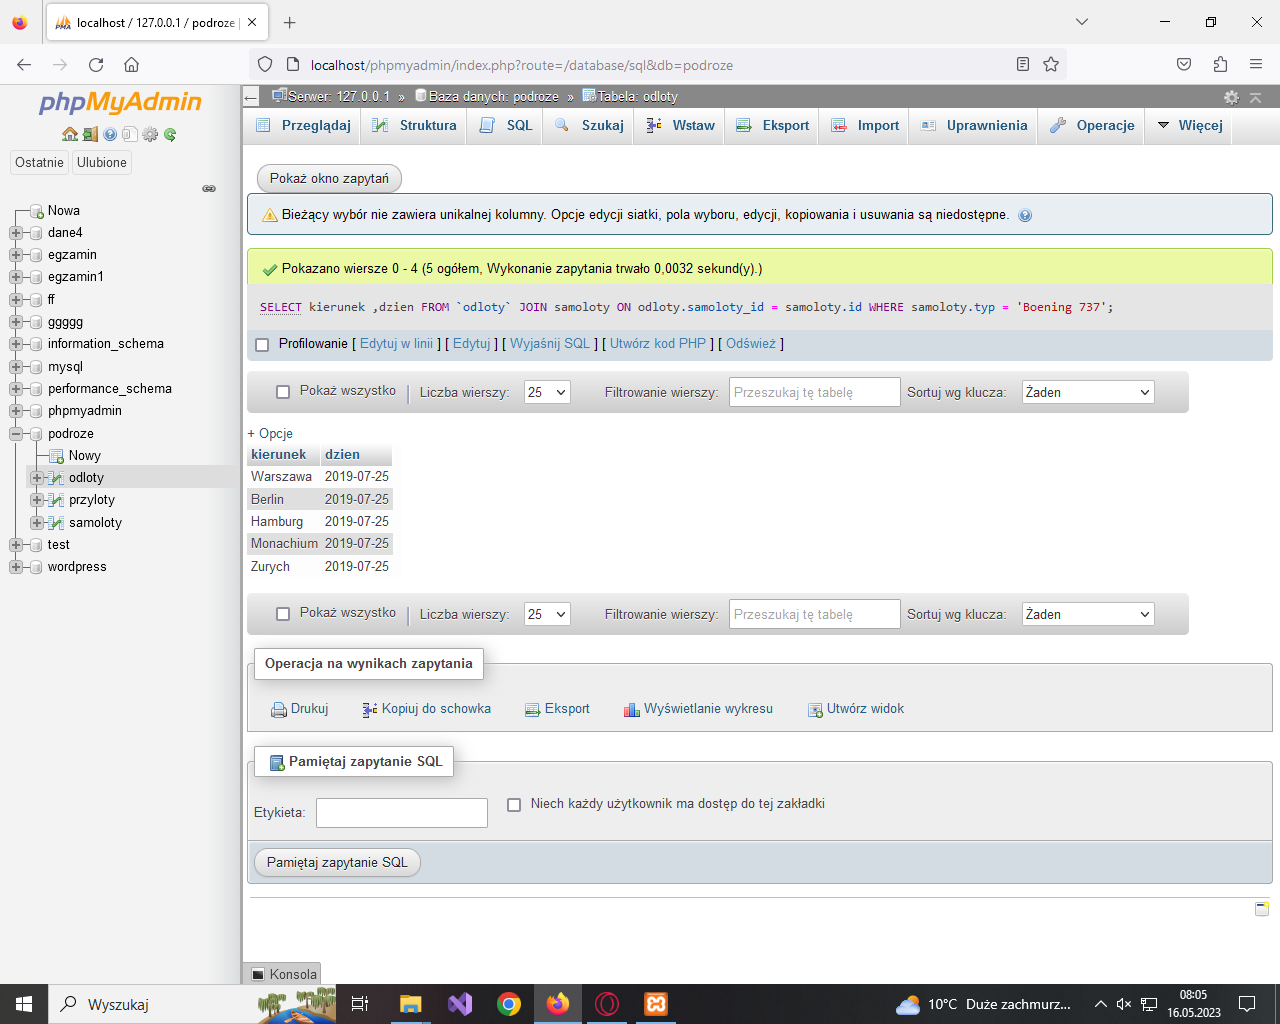 localhost / 127.0.0.1 / podroze
localhost/phpmyadmin/index.php?route=/database/sql&db=podroze
phpMyAdmin
Ostatnie Ulubione
Nowa
dane4
egzamin
egzamin1
ff
ggggg
information_schema
mysql
performance_schema
phpmyadmin
podroze
Nowy
odloty
przyloty
samoloty
test
wordpress
Serwer: 127.0.0.1 » Baza danych: podroze » Tabela: odloty
Przeglądaj Struktura SQL Szukaj Wstaw Eksport Import Uprawnienia Operacje Więcej
Pokaż okno zapytań
Bieżący wybór nie zawiera unikalnej kolumny. Opcje edycji siatki, pola wyboru, edycji, kopiowania i usuwania są niedostępne.
Pokazano wiersze 0 - 4 (5 ogółem, Wykonanie zapytania trwało 0,0032 sekund(y).)
SELECT kierunek ,dzien FROM `odloty` JOIN samoloty ON odloty.samoloty_id = samoloty.id WHERE samoloty.typ = 'Boening 737';
Profilowanie [ Edytuj w linii ] [ Edytuj ] [ Wyjaśnij SQL ] [ Utwórz kod PHP ] [ Odśwież ]
Pokaż wszystko | Liczba wierszy: 25 Filtrowanie wierszy: Przeszukaj tę tabelę Sortuj wg klucza: Żaden
+ Opcje
kierunek dzien
Warszawa 2019-07-25
Berlin 2019-07-25
Hamburg 2019-07-25
Monachium 2019-07-25
Zurych 2019-07-25
Pokaż wszystko | Liczba wierszy: 25 Filtrowanie wierszy: Przeszukaj tę tabelę Sortuj wg klucza: Żaden
Operacja na wynikach zapytania
Drukuj Kopiuj do schowka Eksport Wyświetlanie wykresu Utwórz widok
Pamiętaj zapytanie SQL
Etykieta: Niech każdy użytkownik ma dostęp do tej zakładki
Pamiętaj zapytanie SQL
Konsola
Wyszukaj
10°C Duże zachmurz...
08:05
16.05.2023